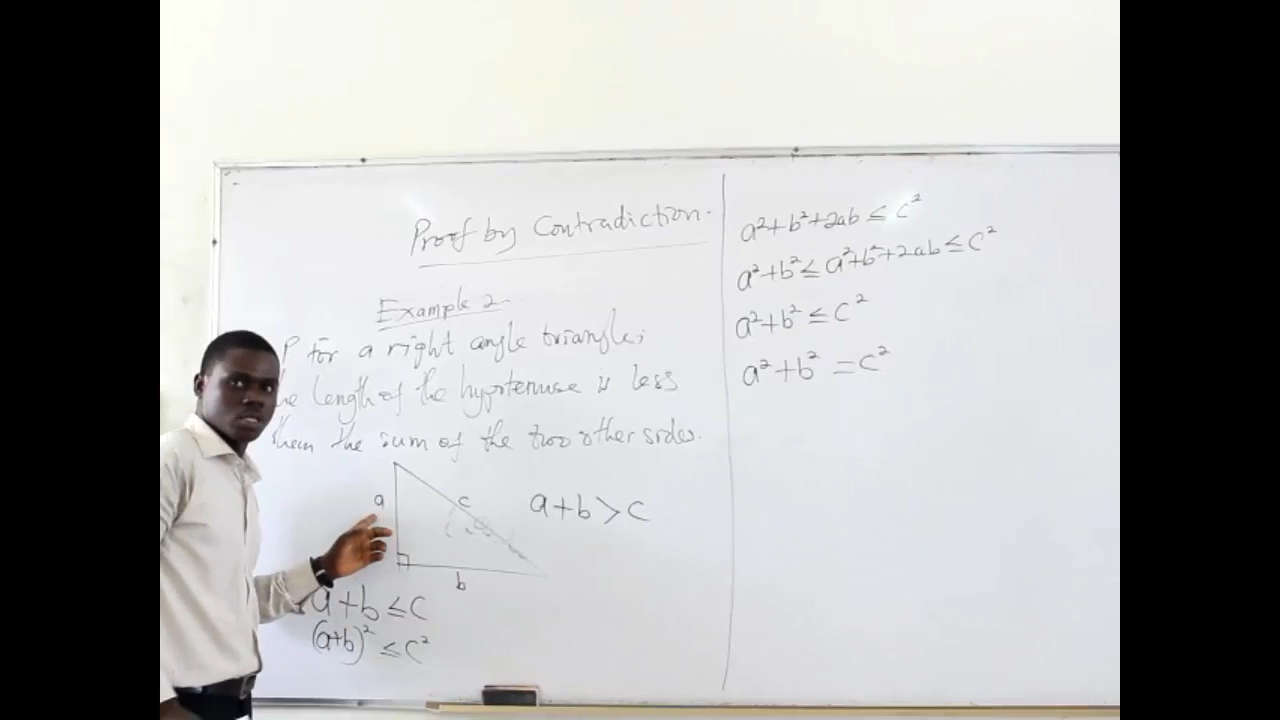 Proof by Contradiction.
Example 2
P for a right angle triangle,
he length of the hypotenuse is less
then the sum of the two other sides.
a
c
b
a+b>c
a+b≤c
(a+b)²≤c²
a²+b²+2ab≤c²
a²+b²≤a²+b²+2ab≤c²
a²+b²≤c²
a²+b²=c²